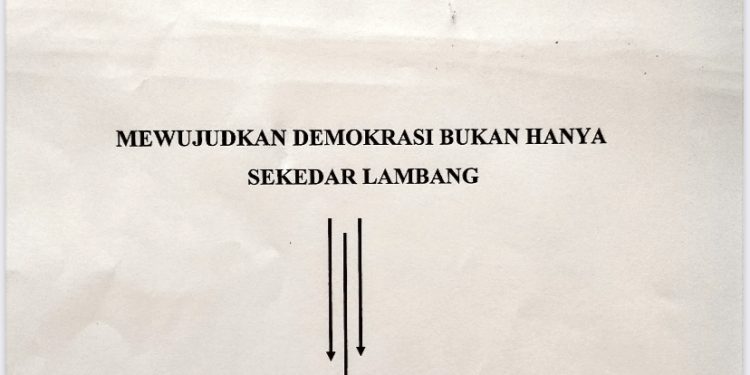 MEWUJUDKAN DEMOKRASI BUKAN HANYA
SEKEDAR LAMBANG